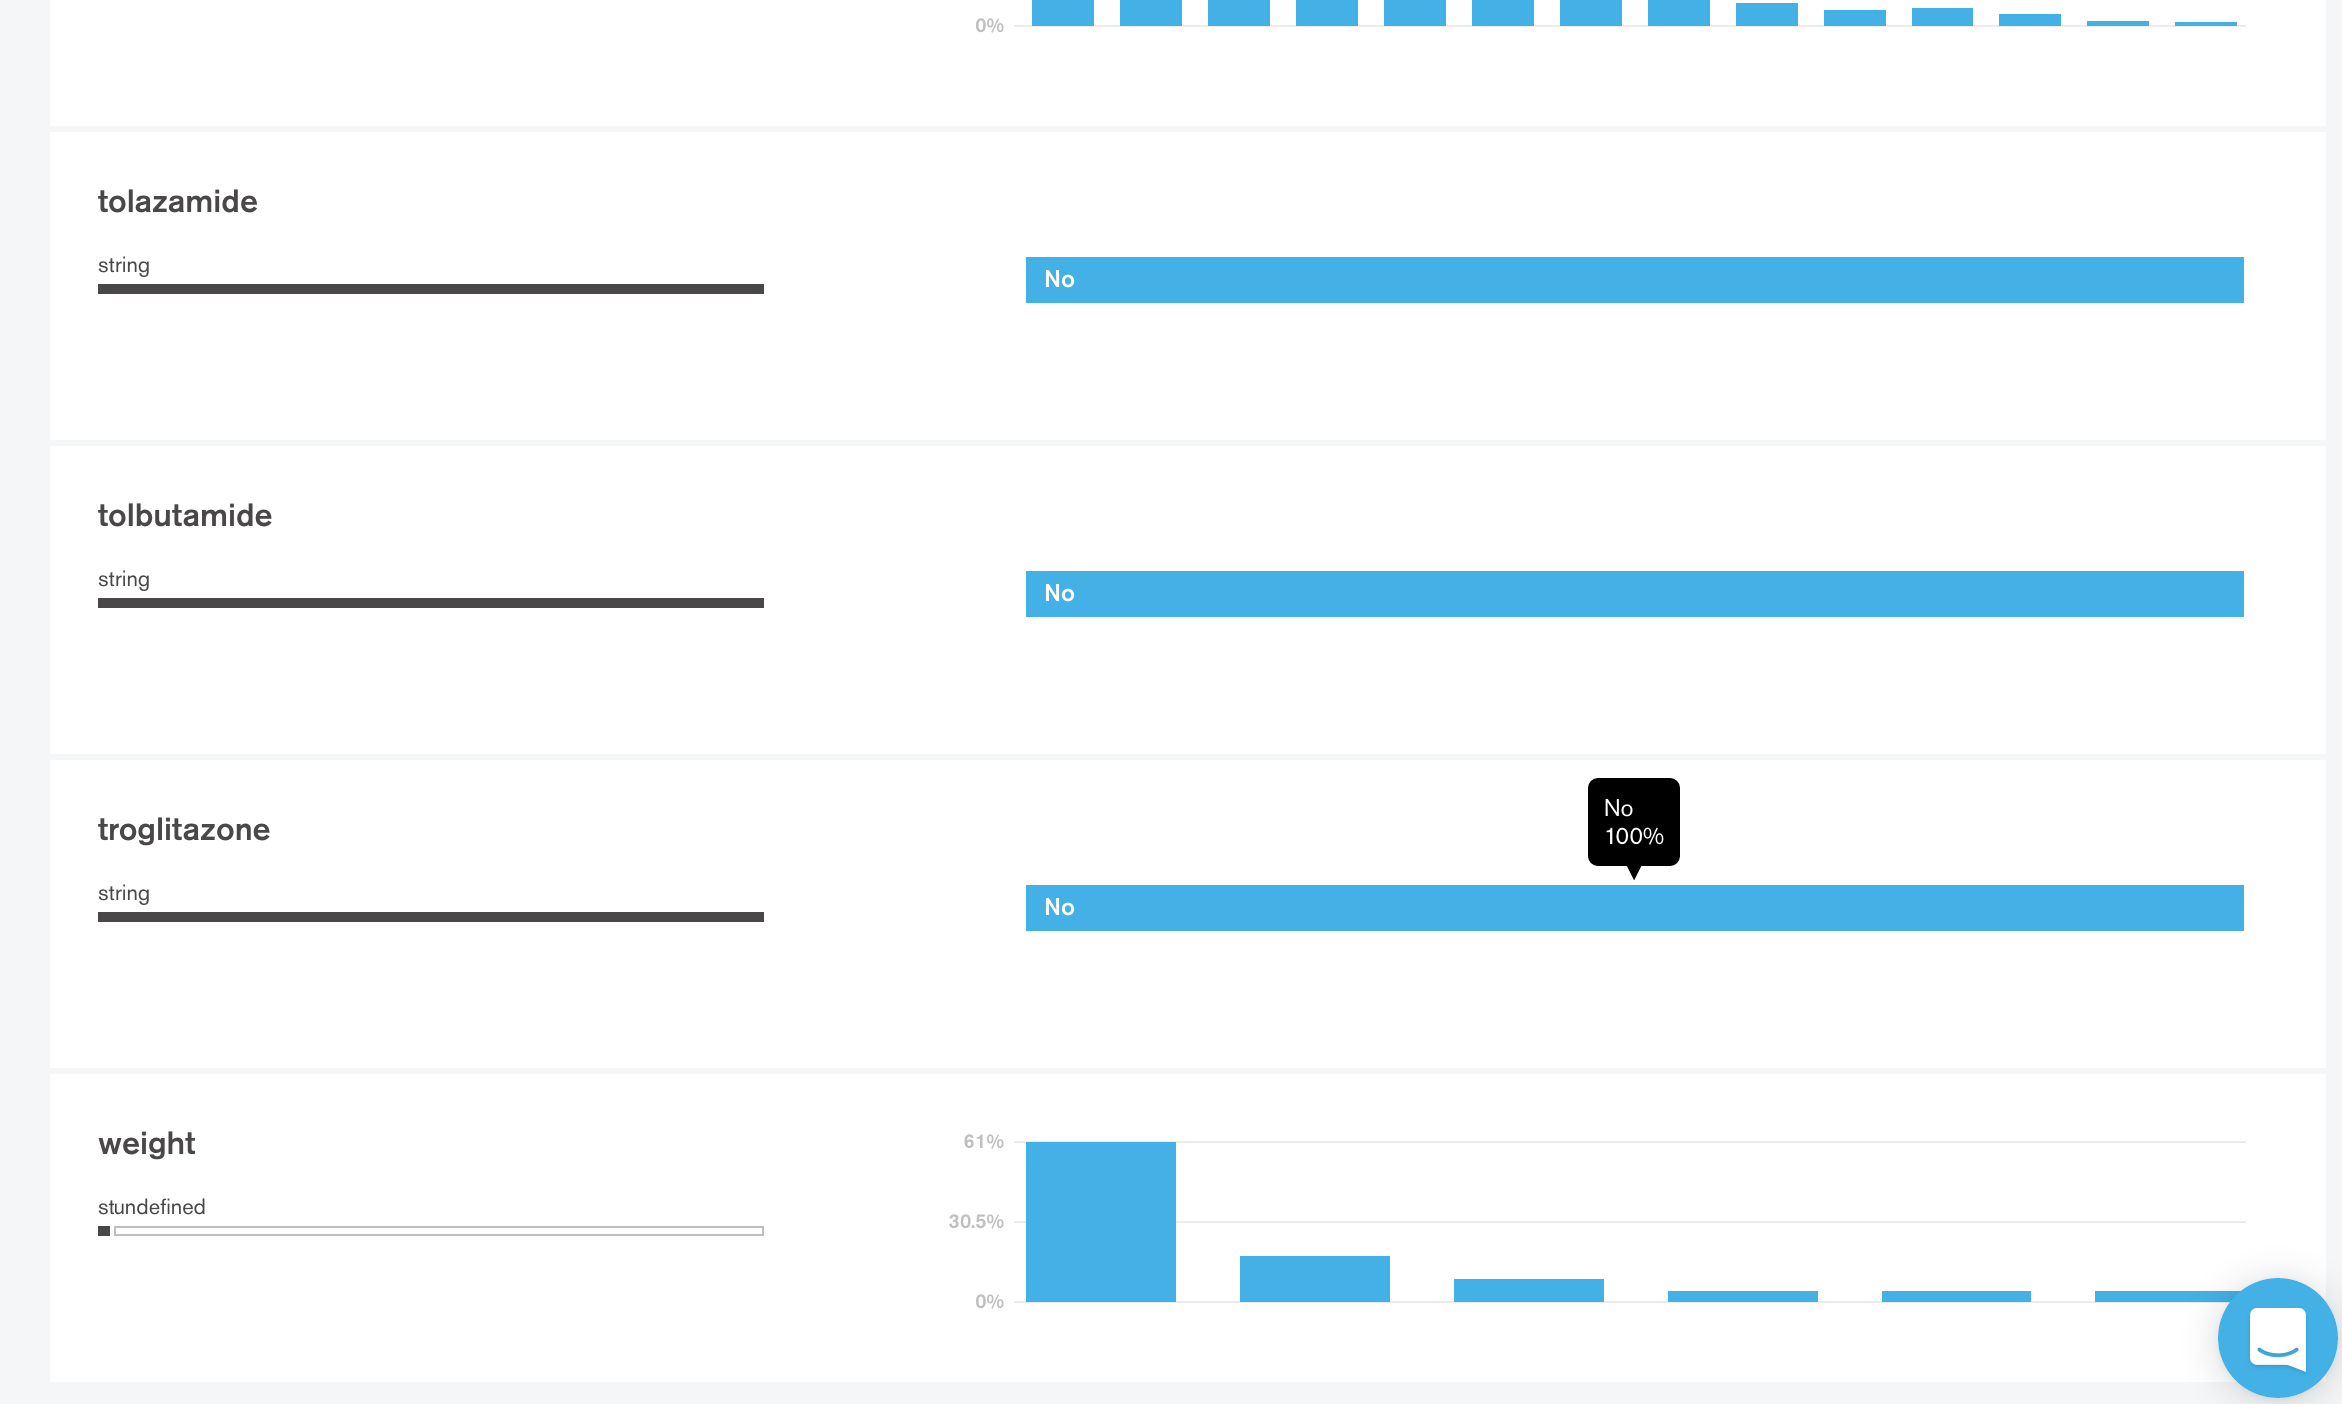 0%
tolazamide
string
No
tolbutamide
string
No
troglitazone
No
100%
string
No
weight
61%
stundefined
30.5%
0%